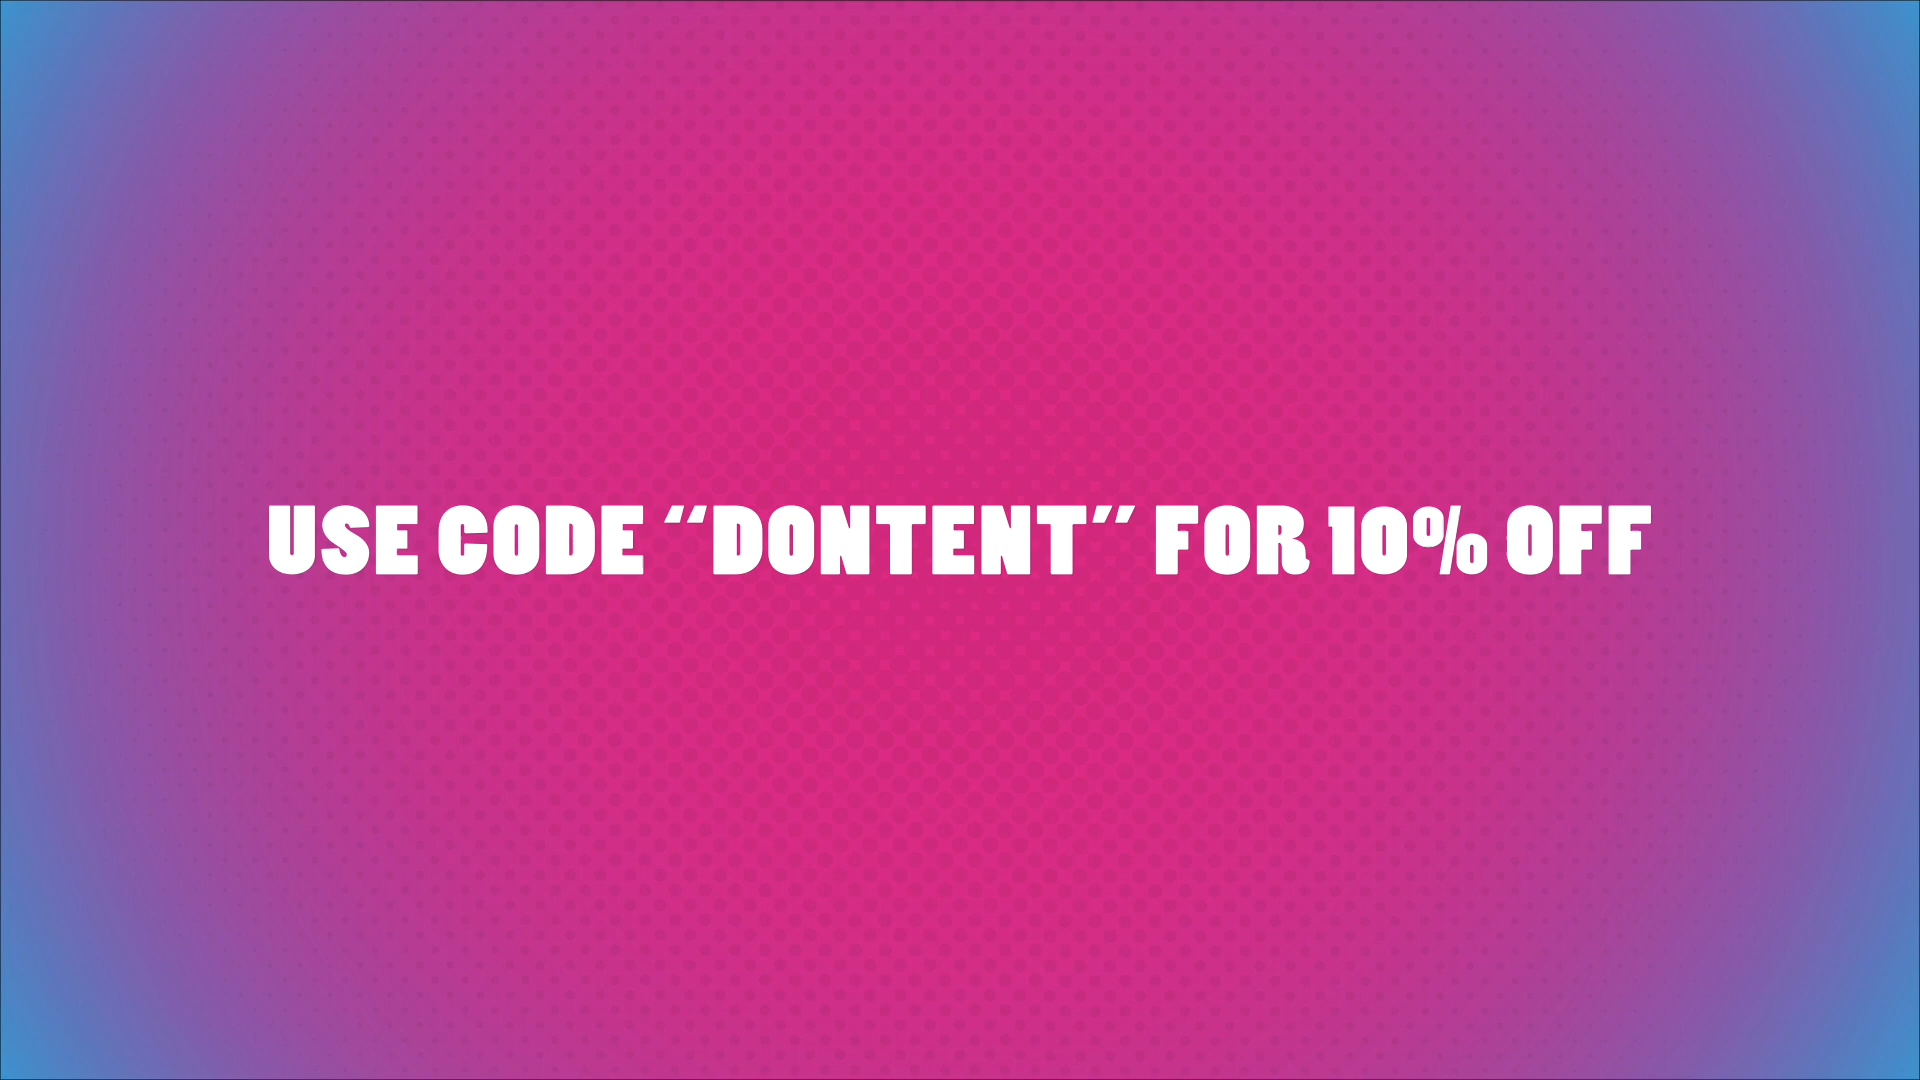 USE CODE “DONTENT” FOR 10% OFF